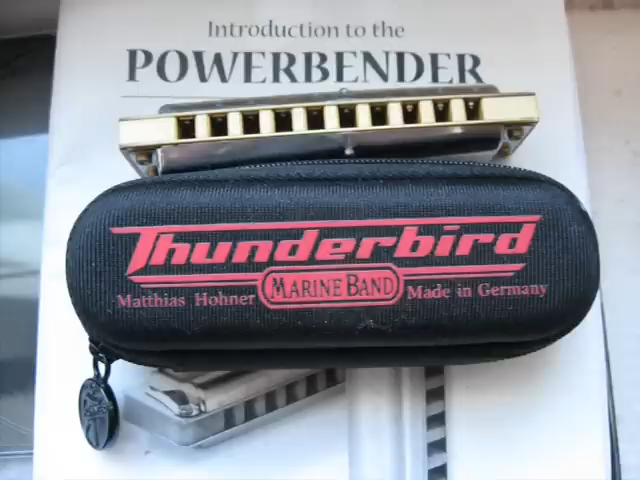 Introduction to the
POWERBENDER
Thunderbird
MARINE BAND
Matthias Hohner
Made in Germany